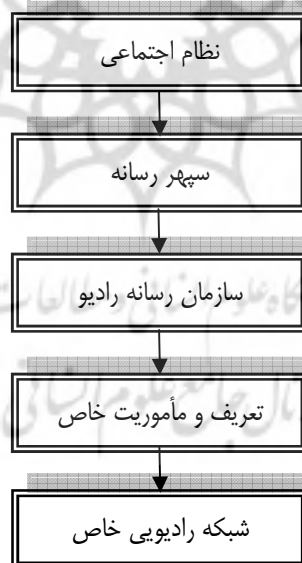 نظام اجتماعی
سپهر رسانه
سازمان رسانه رادیو
تعریف و مأموریت خاص
شبکه رادیویی خاص